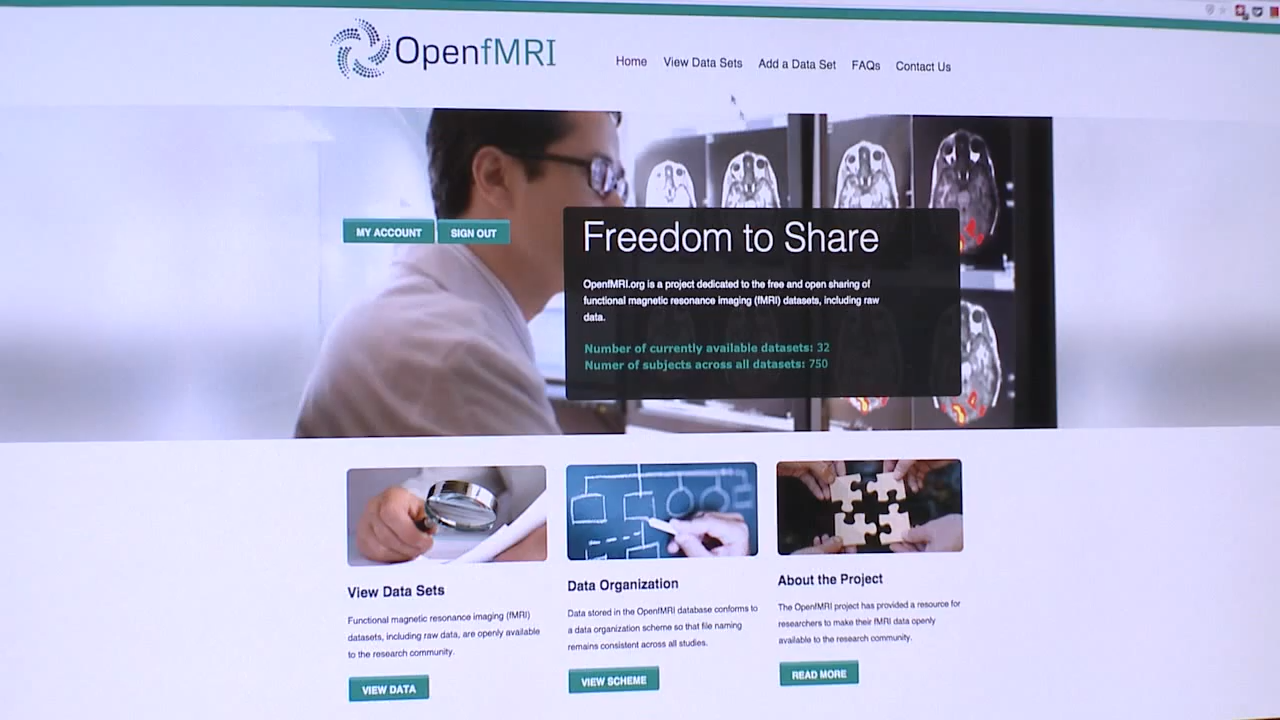 OpenfMRI
Home View Data Sets Add a Data Set FAQs Contact Us
MY ACCOUNT SIGN OUT
Freedom to Share
OpenfMRI.org is a project dedicated to the free and open sharing of
functional magnetic resonance imaging (fMRI) datasets, including raw
data.
Number of currently available datasets: 32
Numer of subjects across all datasets: 750
View Data Sets
Functional magnetic resonance imaging (fMRI)
datasets, including raw data, are openly available
to the research community.
VIEW DATA
Data Organization
Data stored in the OpenfMRI database conforms to
a data organization scheme so that file naming
remains consistent across all studies.
VIEW SCHEME
About the Project
The OpenfMRI project has provided a resource for
researchers to make their fMRI data openly
available to the research community.
READ MORE